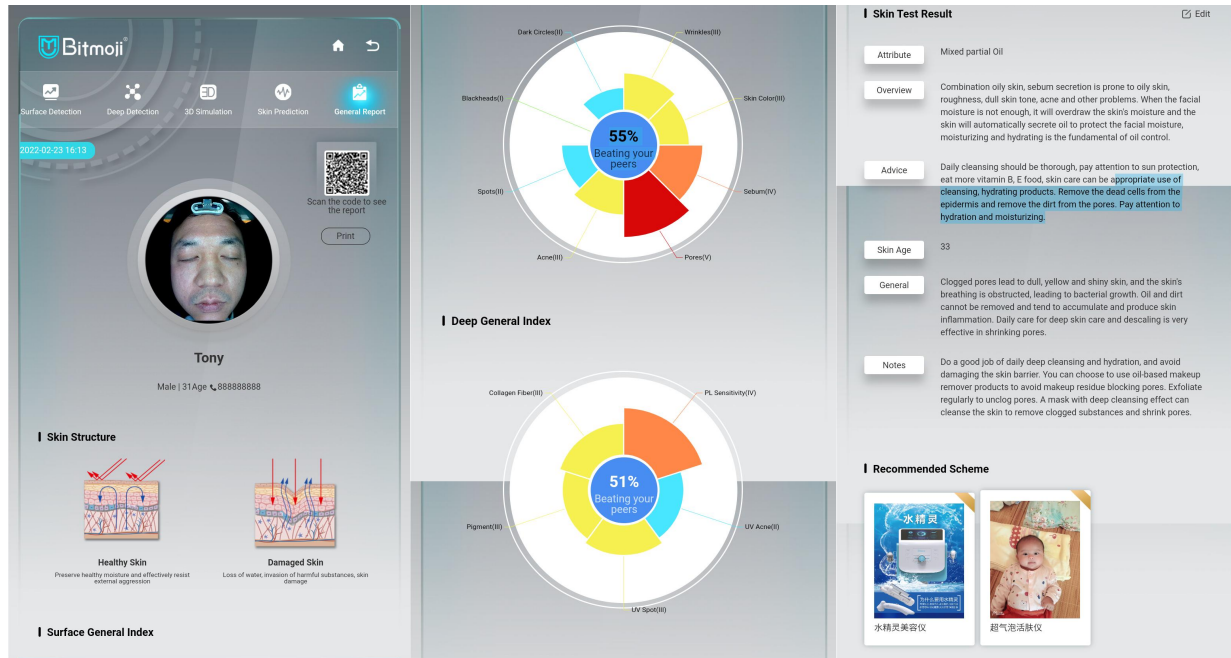 Bitmoji
Surface Detection
Deep Detection
3D Simulation
Skin Prediction
General Report
2022-02-23 16:13
Scan the code to see
the report
Print
Tony
Male | 31Age 888888888
Skin Structure
Healthy Skin
Preserve healthy moisture and effectively resist
external aggression
Damaged Skin
Loss of water, invasion of harmful substances, skin
damage
Surface General Index
Dark Circles(II)
Wrinkles(III)
Blackheads(I)
Skin Color(III)
55%
Beating your
peers
Spots(II)
Sebum(IV)
Acne(III)
Pores(V)
Deep General Index
Collagen Fiber(III)
PL Sensitivity(IV)
51%
Beating your
peers
Pigment(III)
UV Acne(II)
UV Spot(III)
Skin Test Result
Edit
Attribute
Mixed partial Oil
Overview
Combination oily skin, sebum secretion is prone to oily skin,
roughness, dull skin tone, acne and other problems. When the facial
moisture is not enough, it will overdraw the skin's moisture and the
skin will automatically secrete oil to protect the facial moisture,
moisturizing and hydrating is the fundamental of oil control.
Advice
Daily cleansing should be thorough, pay attention to sun protection,
eat more vitamin B, E food, skin care can be appropriate use of
cleansing, hydrating products. Remove the dead cells from the
epidermis and remove the dirt from the pores. Pay attention to
hydration and moisturizing.
Skin Age
33
General
Clogged pores lead to dull, yellow and shiny skin, and the skin's
breathing is obstructed, leading to bacterial growth. Oil and dirt
cannot be removed and tend to accumulate and produce skin
inflammation. Daily care for deep skin care and descaling is very
effective in shrinking pores.
Notes
Do a good job of daily deep cleansing and hydration, and avoid
damaging the skin barrier. You can choose to use oil-based makeup
remover products to avoid makeup residue blocking pores. Exfoliate
regularly to unclog pores. A mask with deep cleansing effect can
cleanse the skin to remove clogged substances and shrink pores.
Recommended Scheme
水精灵
为什么要用水精灵
水精灵美容仪
超气泡活肤仪